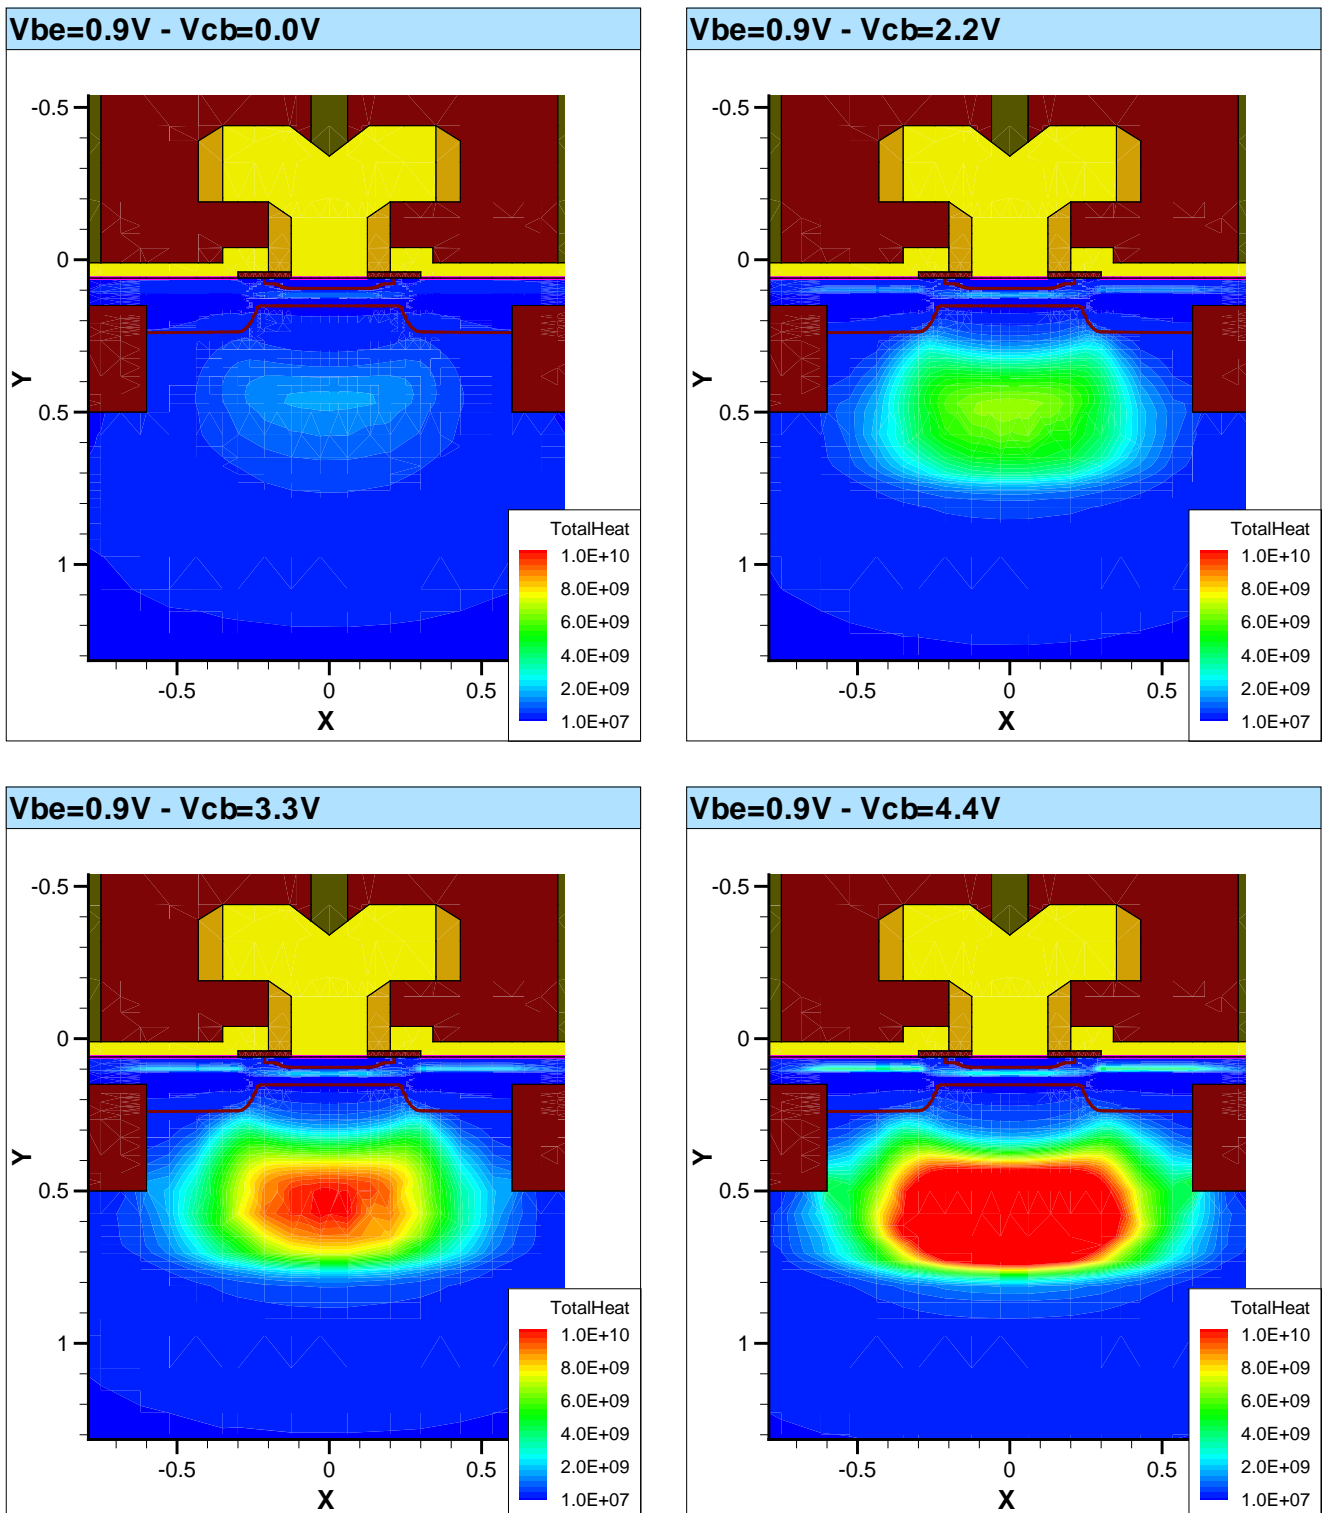 Vbe=0.9V - Vcb=0.0V
-0.5
0
0.5
1
Y
-0.5
0
0.5
X
TotalHeat
1.0E+10
8.0E+09
6.0E+09
4.0E+09
2.0E+09
1.0E+07
Vbe=0.9V - Vcb=2.2V
-0.5
0
0.5
1
Y
-0.5
0
0.5
X
TotalHeat
1.0E+10
8.0E+09
6.0E+09
4.0E+09
2.0E+09
1.0E+07
Vbe=0.9V - Vcb=3.3V
-0.5
0
0.5
1
Y
-0.5
0
0.5
X
TotalHeat
1.0E+10
8.0E+09
6.0E+09
4.0E+09
2.0E+09
1.0E+07
Vbe=0.9V - Vcb=4.4V
-0.5
0
0.5
1
Y
-0.5
0
0.5
X
TotalHeat
1.0E+10
8.0E+09
6.0E+09
4.0E+09
2.0E+09
1.0E+07